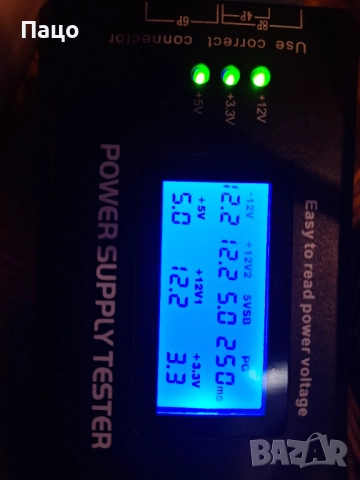 Пацо
Use correct connector
8P
4P
6P
+12V
+3.3V
+5V
Easy to read power voltage
-12V +12V2 5VSB PG
12.2 12.2 5.0 250ms
+5V +12V1 +3.3V
5.0 12.2 3.3
POWER SUPPLY TESTER
BAZAR